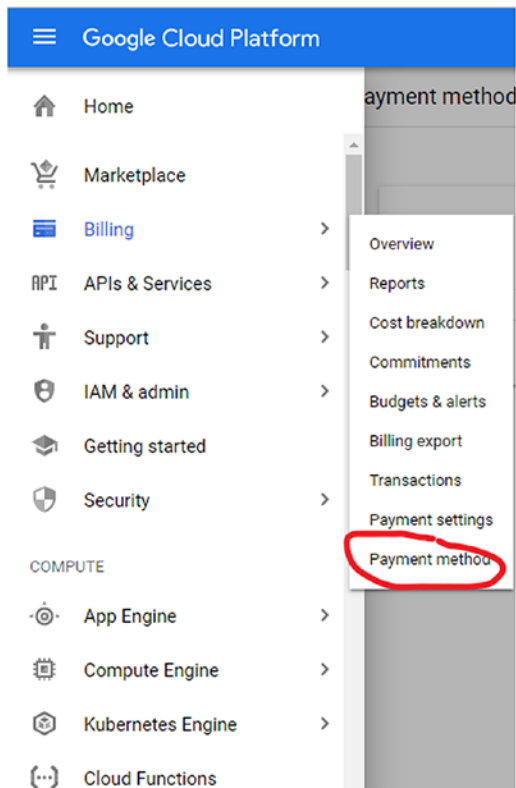 Google Cloud Platform
ayment method
Home
Marketplace
Billing
API APIs & Services
Support
IAM & admin
Getting started
Security
COMPUTE
App Engine
Compute Engine
Kubernetes Engine
Cloud Functions
Overview
Reports
Cost breakdown
Commitments
Budgets & alerts
Billing export
Transactions
Payment settings
Payment method